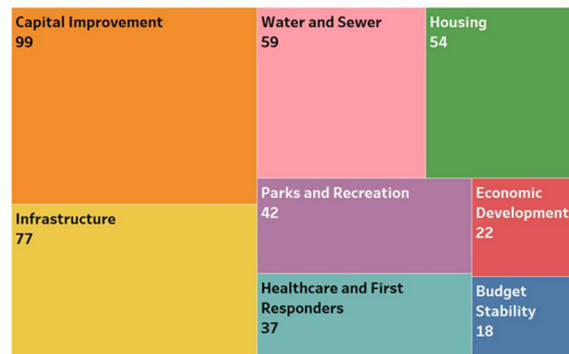 Capital Improvement
99
Water and Sewer
59
Housing
54
Infrastructure
77
Parks and Recreation
42
Economic
Development
22
Healthcare and First
Responders
37
Budget
Stability
18